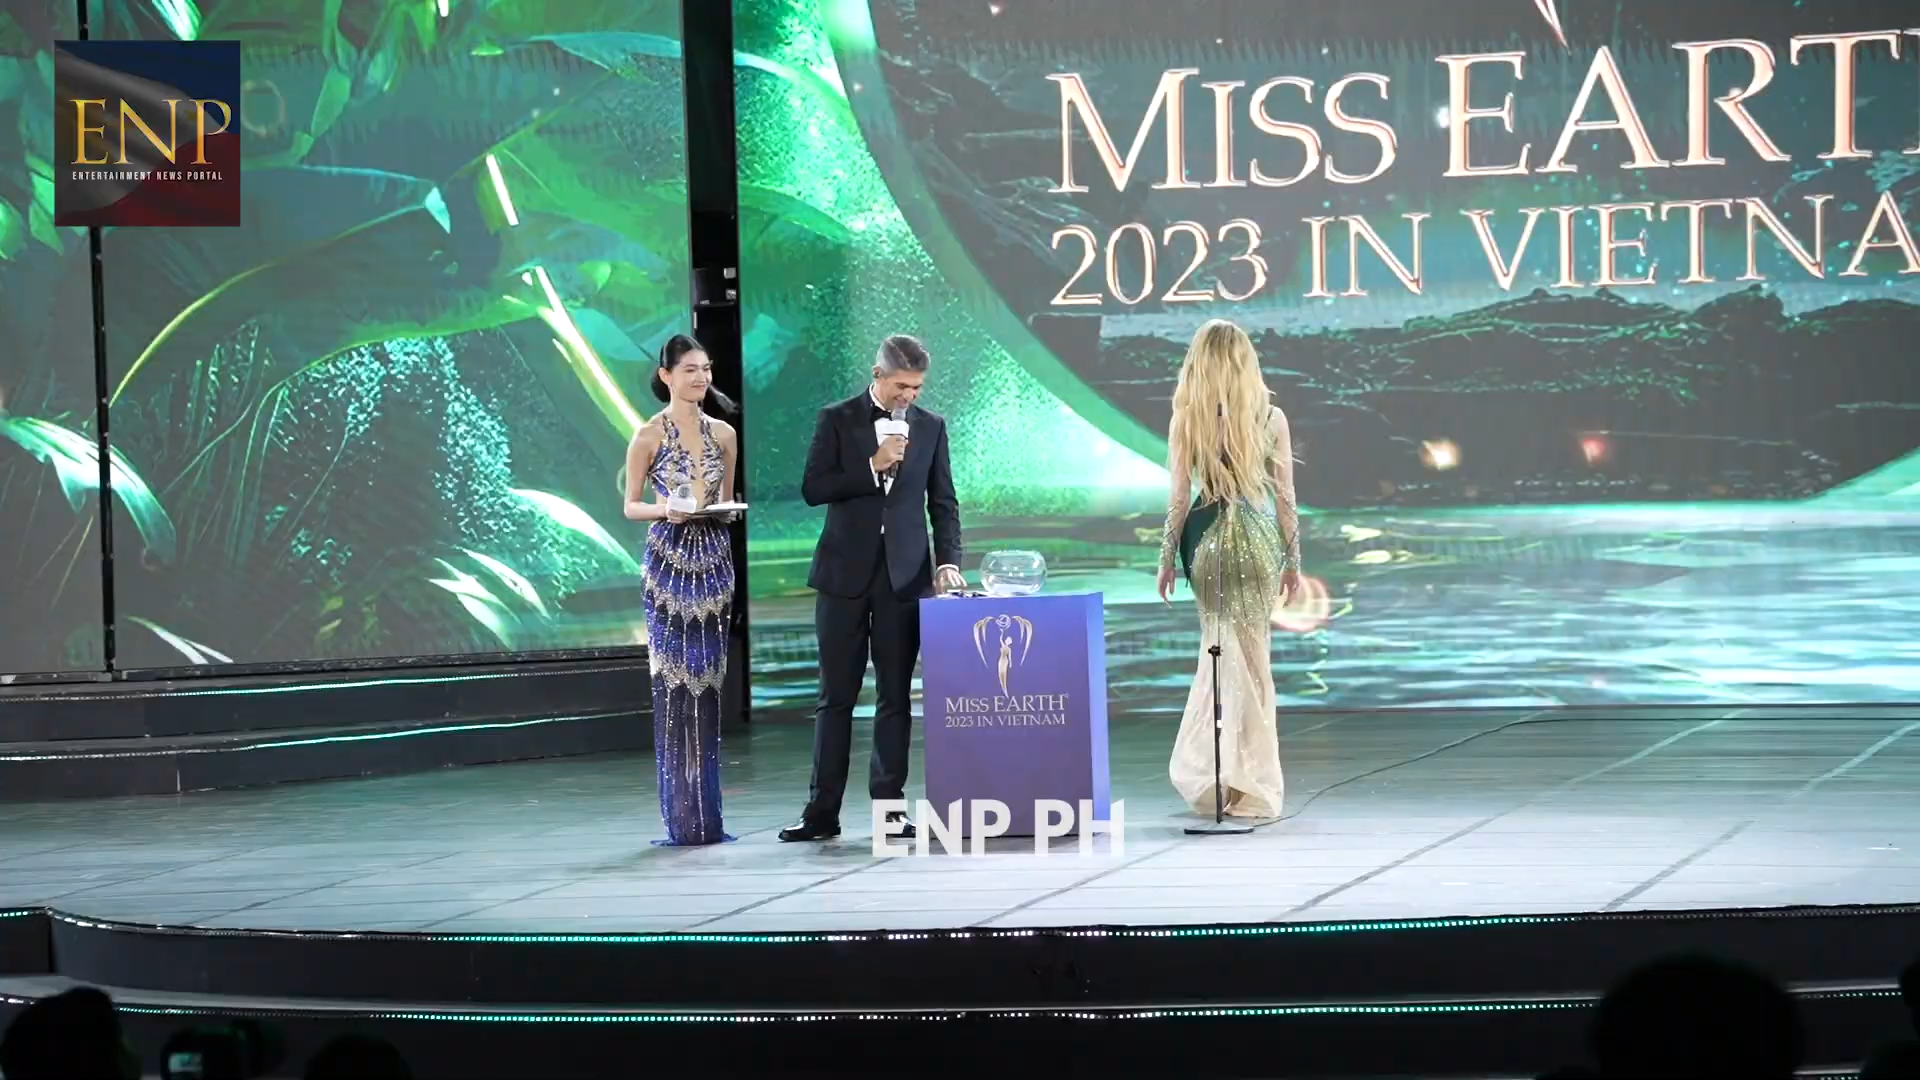 ENP
ENTERTAINMENT NEWS PORTAL
MISS EART
2023 IN VIETNA
MISS EARTH®
2023 IN VIETNAM
ENP PH